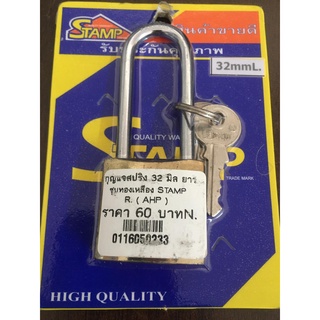 STAMP
รับประกันคุณภาพ
32mmL.
QUALITY
TRADE MARK
กุญแจสปริง 32 มิล ยาว
ชุบทองเหลือง STAMP
R. ( AHP )
ราคา 60 บาทN.
0116050233
HIGH QUALITY